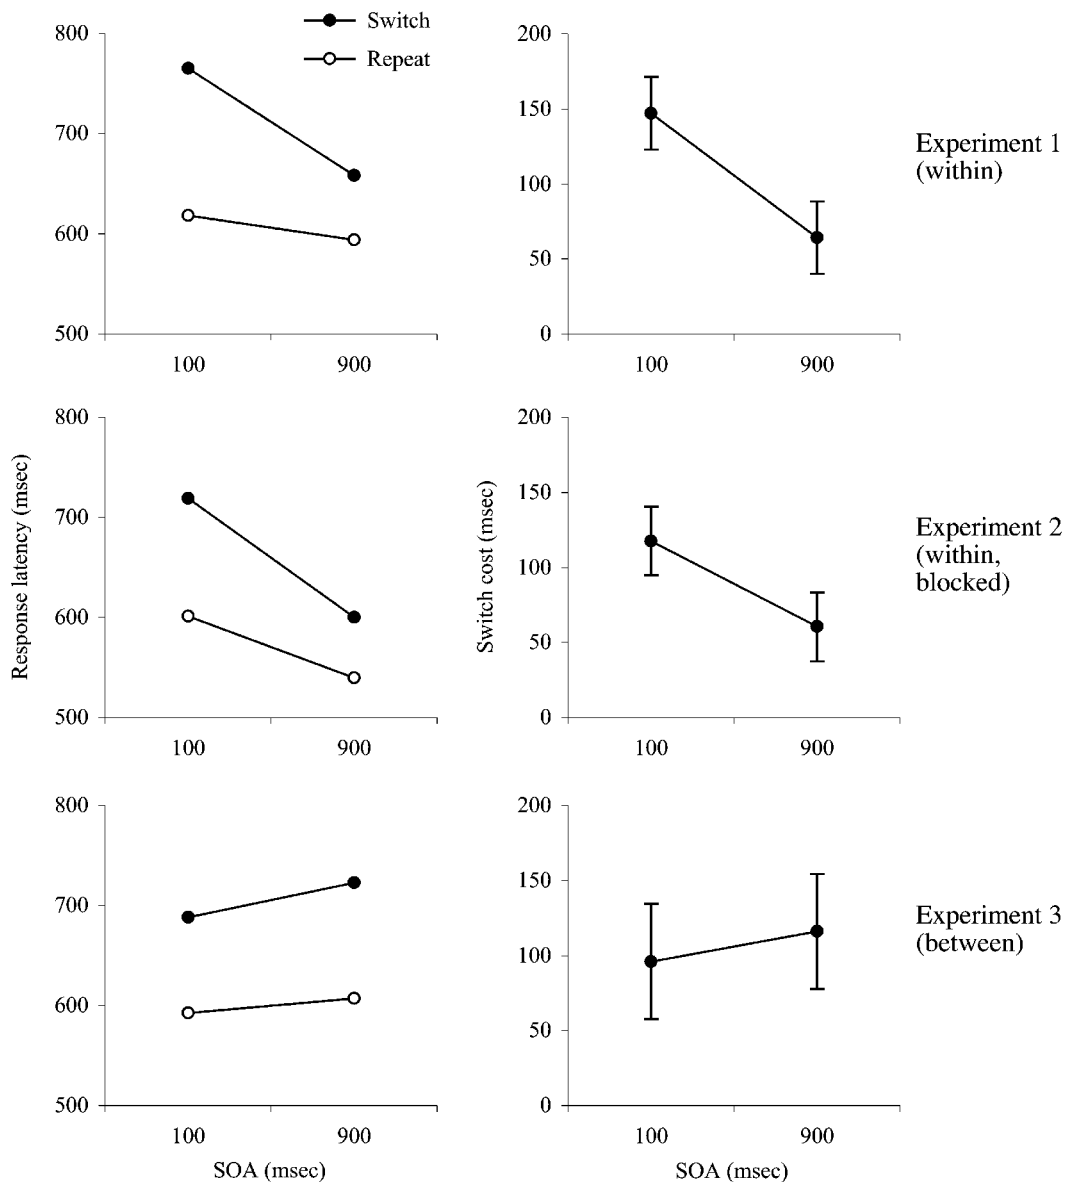 Switch
Repeat
800
700
600
500
100 900
200
150
100
50
0
100 900
Experiment 1
(within)
Response latency (msec)
800
700
600
500
100 900
Switch cost (msec)
200
150
100
50
0
100 900
Experiment 2
(within,
blocked)
800
700
600
500
100 900
SOA (msec)
200
150
100
50
0
100 900
SOA (msec)
Experiment 3
(between)